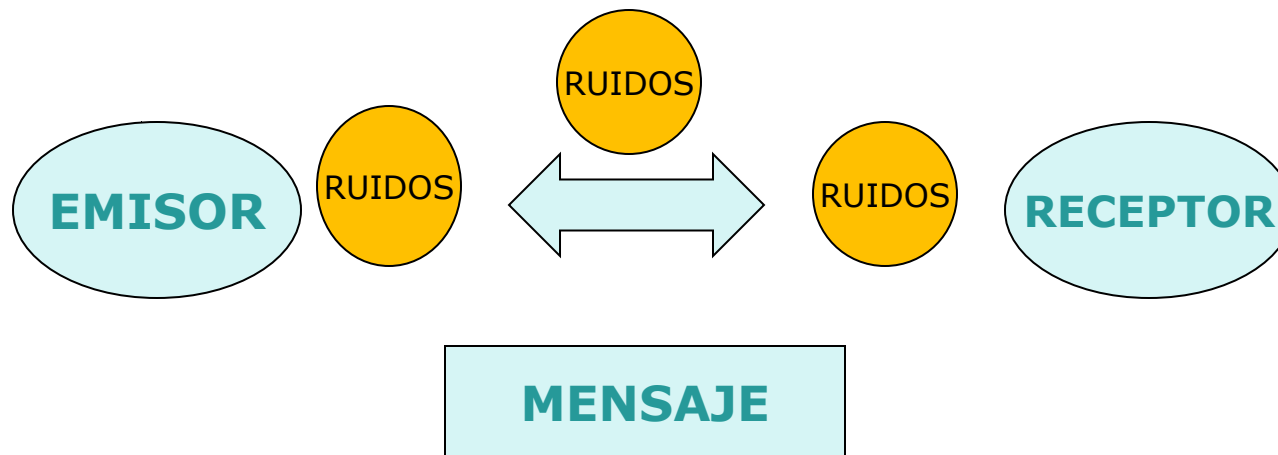 RUIDOS
EMISOR
RUIDOS
RUIDOS
RECEPTOR
MENSAJE